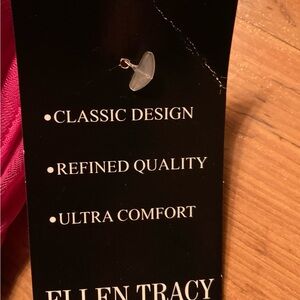 •CLASSIC DESIGN
•REFINED QUALITY
•ULTRA COMFORT
ELLEN TRACY